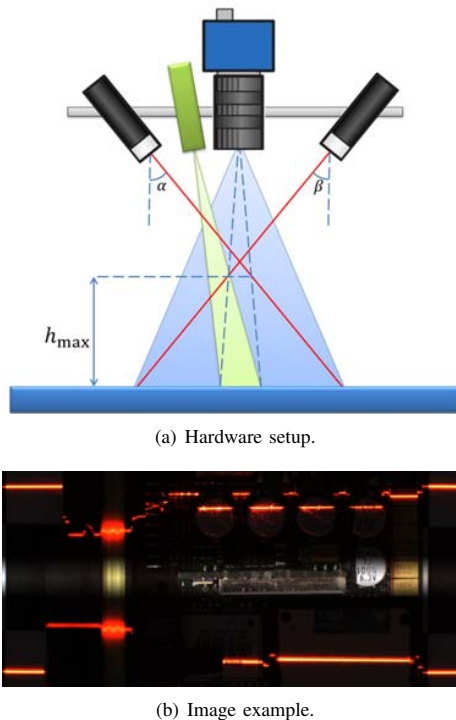 α
β
h_max
(a) Hardware setup.
(b) Image example.